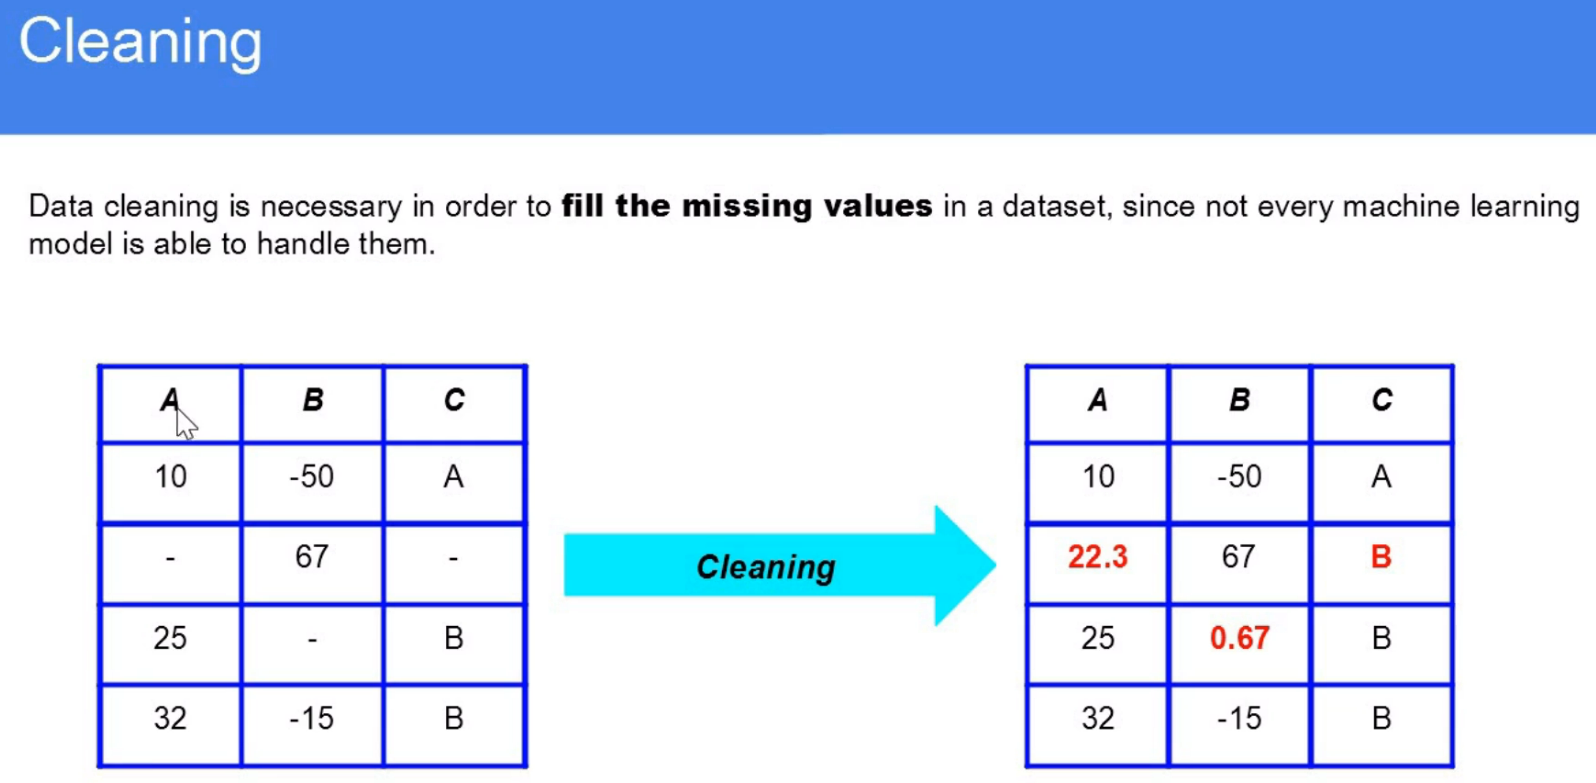 Cleaning
Data cleaning is necessary in order to fill the missing values in a dataset, since not every machine learning
model is able to handle them.
A B C
10 -50 A
- 67 -
25 - B
32 -15 B
Cleaning
A B C
10 -50 A
22.3 67 B
25 0.67 B
32 -15 B